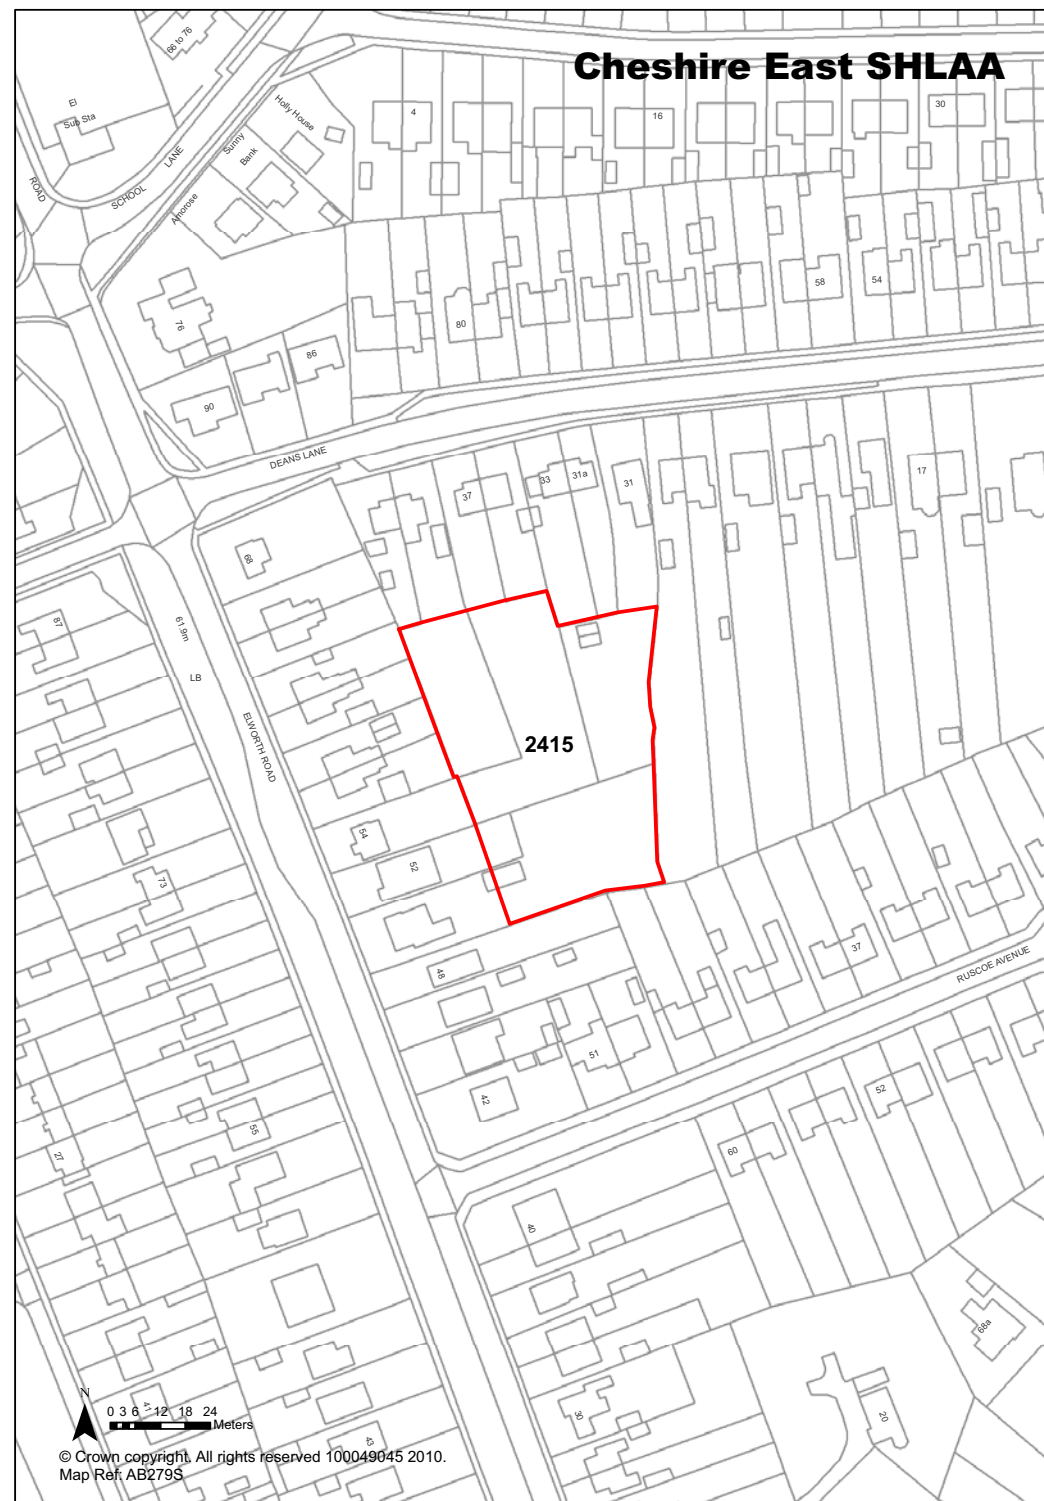 Cheshire East SHLAA
66 to 76
El
Sub Sta
ROAD
SCHOOL
LANE
Holly House
Sunny
Bank
Amorose
4
16
30
76
80
58
54
86
90
DEANS LANE
37
33
31a
31
17
68
87
61.9m
LB
ELWORTH ROAD
2415
54
52
73
48
37
RUSCOE AVENUE
51
42
52
55
27
60
40
68a
30
20
41
43
N
0 3 6 12 18 24
Meters
© Crown copyright. All rights reserved 100049045 2010.
Map Ref: AB279S